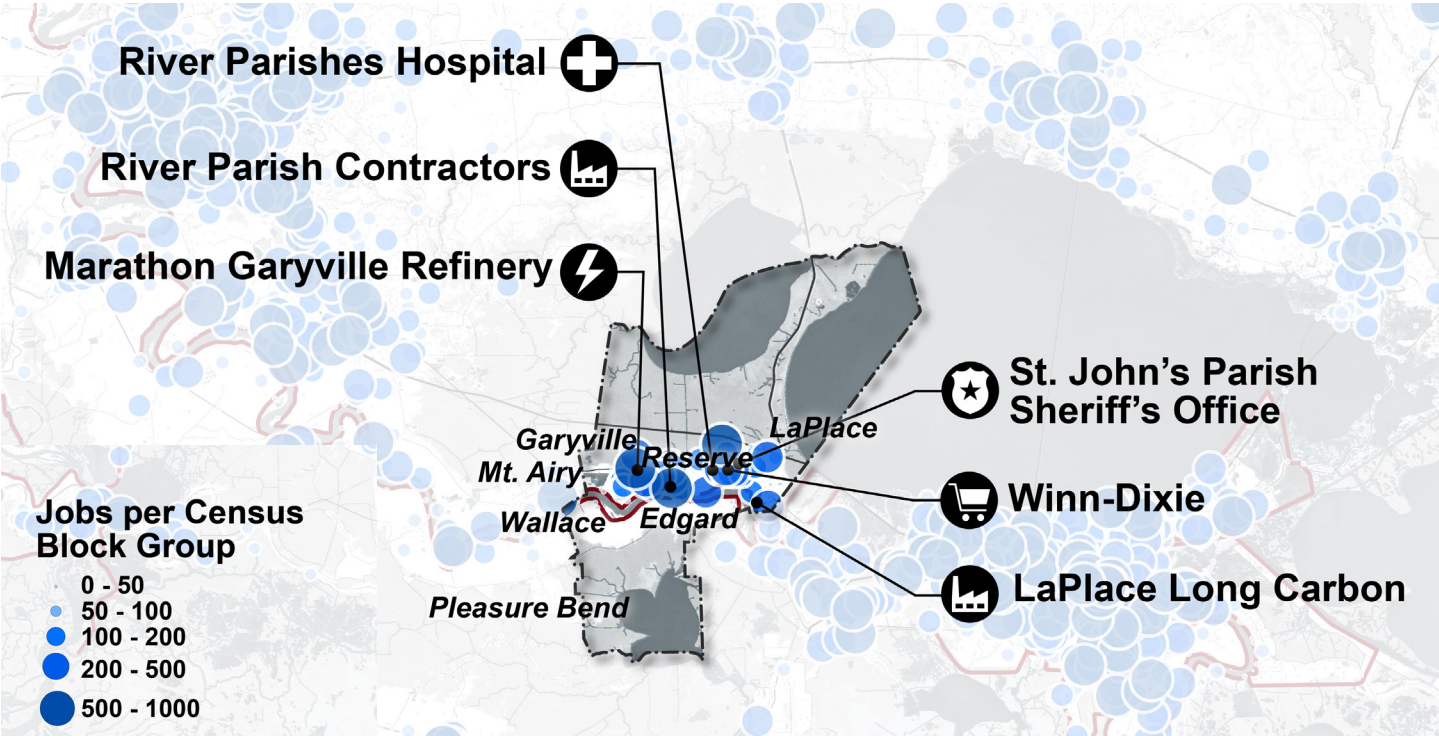 River Parishes Hospital
River Parish Contractors
Marathon Garyville Refinery
St. John’s Parish
Sheriff’s Office
LaPlace
Garyville
Reserve
Mt. Airy
Winn-Dixie
Wallace
Edgard
LaPlace Long Carbon
Pleasure Bend
Jobs per Census
Block Group
0 - 50
50 - 100
100 - 200
200 - 500
500 - 1000